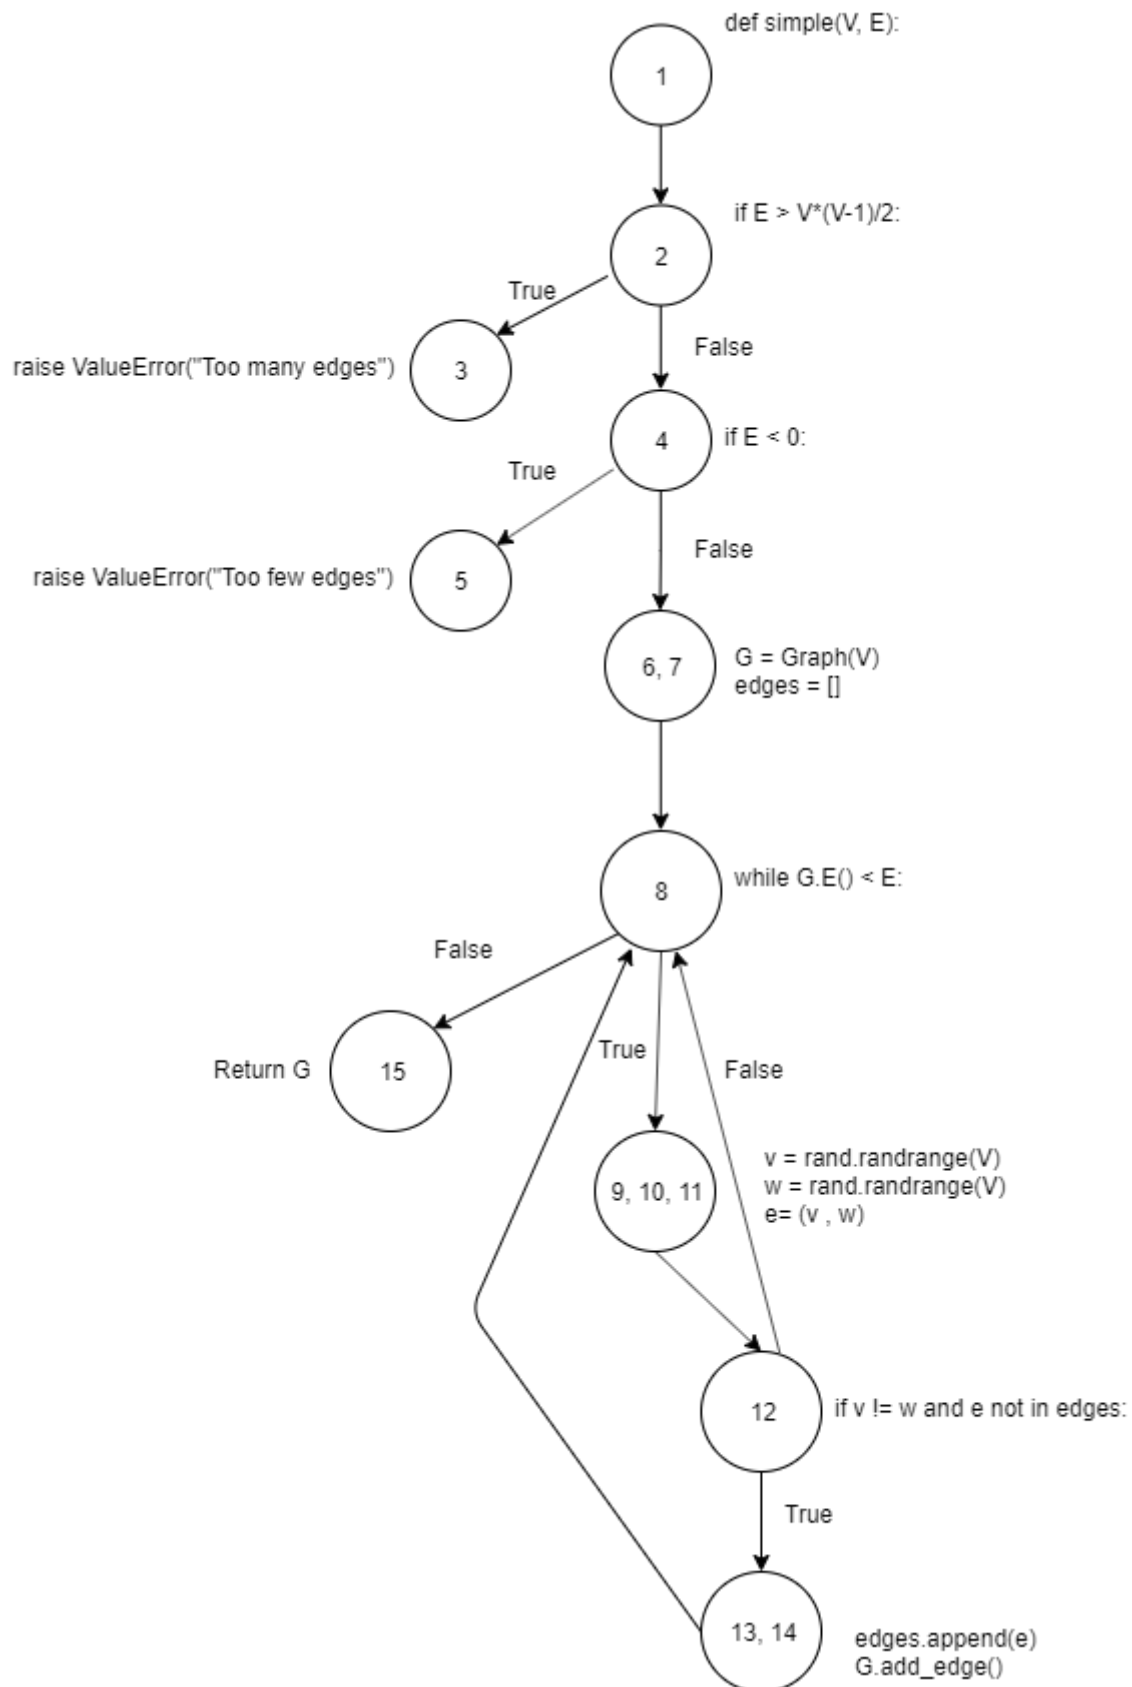 def simple(V, E):
1
if E > V*(V-1)/2:
2
True
False
raise ValueError("Too many edges")
3
4
if E < 0:
True
False
raise ValueError("Too few edges")
5
6, 7
G = Graph(V)
edges = []
8
while G.E() < E:
False
True
False
Return G
15
9, 10, 11
v = rand.randrange(V)
w = rand.randrange(V)
e= (v , w)
12
if v != w and e not in edges:
True
13, 14
edges.append(e)
G.add_edge()